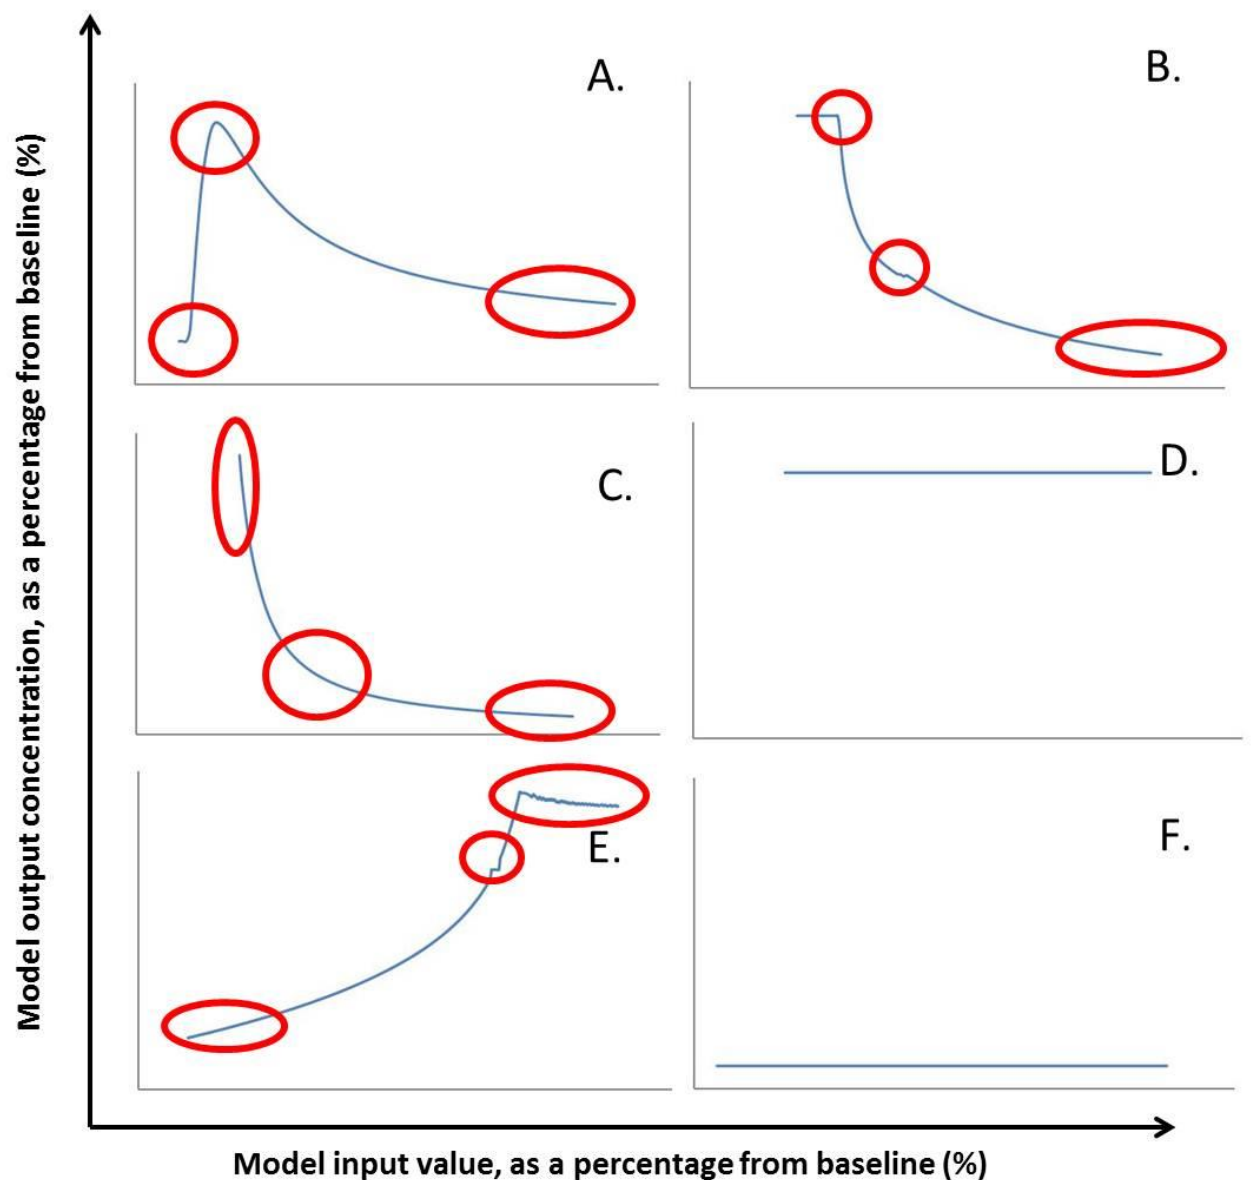 Model output concentration, as a percentage from baseline (%)
A.
B.
C.
D.
E.
F.
Model input value, as a percentage from baseline (%)